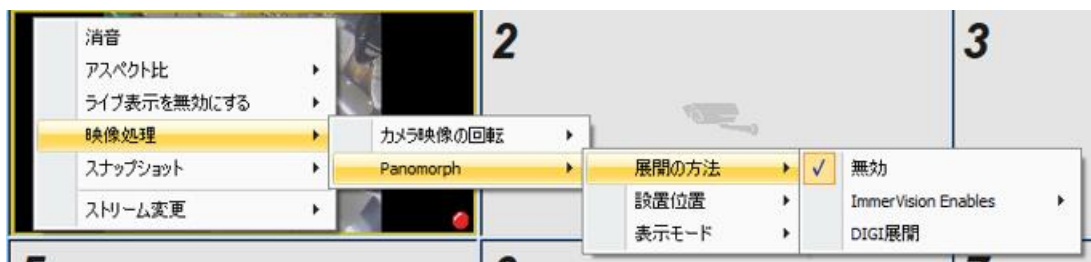 消音
アスペクト比
ライブ表示を無効にする
映像処理
スナップショット
ストリーム変更
カメラ映像の回転
Panomorph
展開の方法
設置位置
表示モード
無効
ImmerVision Enables
DIGI展開
2
3